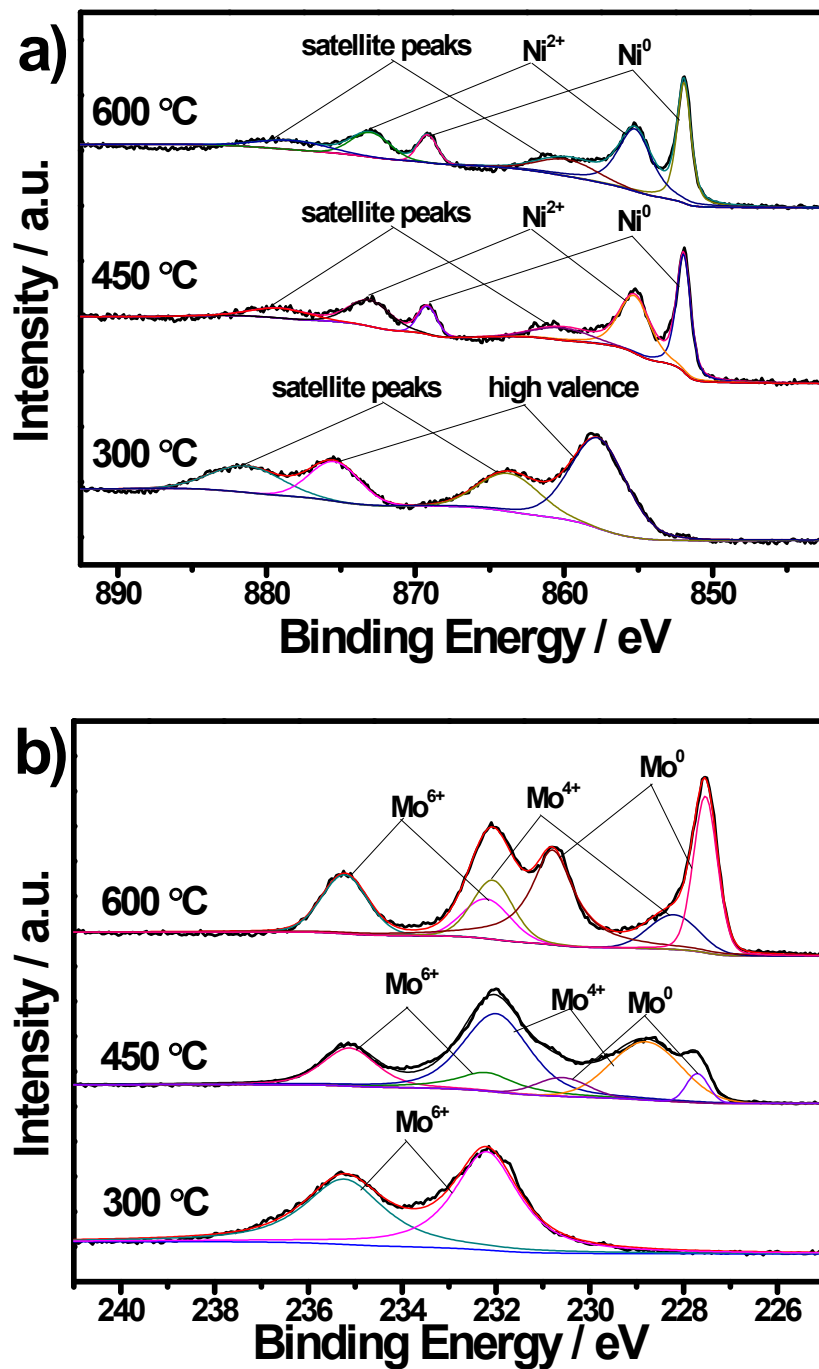 a)
satellite peaks Ni²⁺ Ni⁰
600 °C
satellite peaks Ni²⁺ Ni⁰
450 °C
satellite peaks high valence
300 °C
Intensity / a.u.
890 880 870 860 850
Binding Energy / eV
b)
Mo⁶⁺ Mo⁴⁺ Mo⁰
600 °C
Mo⁶⁺ Mo⁴⁺ Mo⁰
450 °C
Mo⁶⁺
300 °C
Intensity / a.u.
240 238 236 234 232 230 228 226
Binding Energy / eV